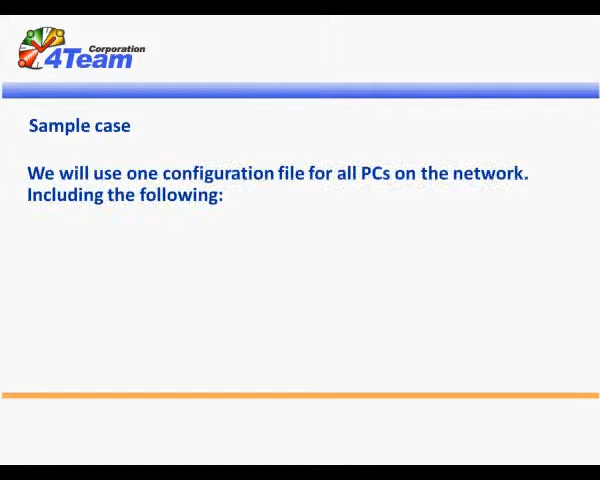 Corporation
4Team
Sample case
We will use one configuration file for all PCs on the network.
Including the following: